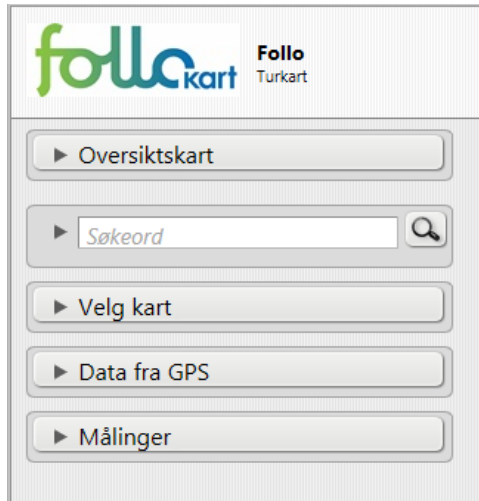 follo
kart
Follo
Turkart
Oversiktskart
Søkeord
Velg kart
Data fra GPS
Målinger